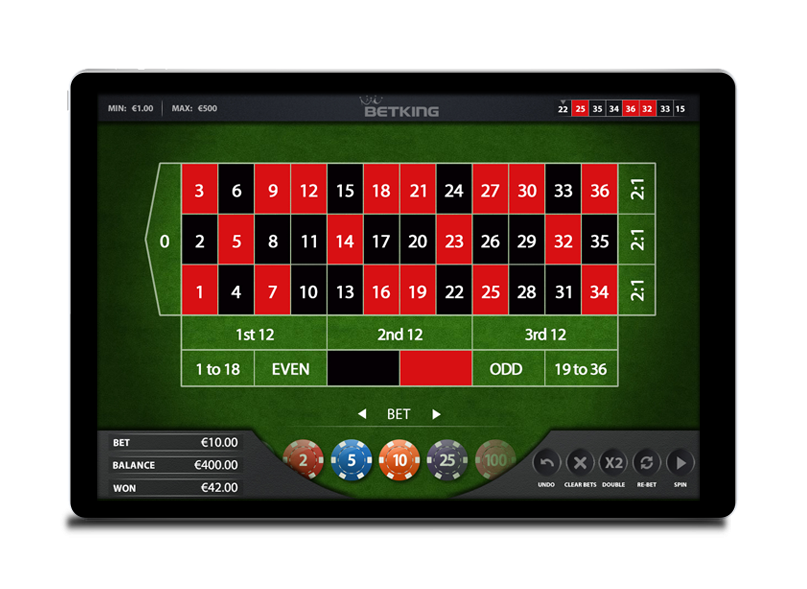 MIN: €1.00 MAX: €500
BETKING
22 25 35 34 36 32 33 15
3 6 9 12 15 18 21 24 27 30 33 36 2:1
0 2 5 8 11 14 17 20 23 26 29 32 35 2:1
1 4 7 10 13 16 19 22 25 28 31 34 2:1
1st 12 2nd 12 3rd 12
1 to 18 EVEN ODD 19 to 36
BET
BET €10.00
BALANCE €400.00
WON €42.00
2 5 10 25 100
X2
UNDO CLEAR BETS DOUBLE RE-BET SPIN